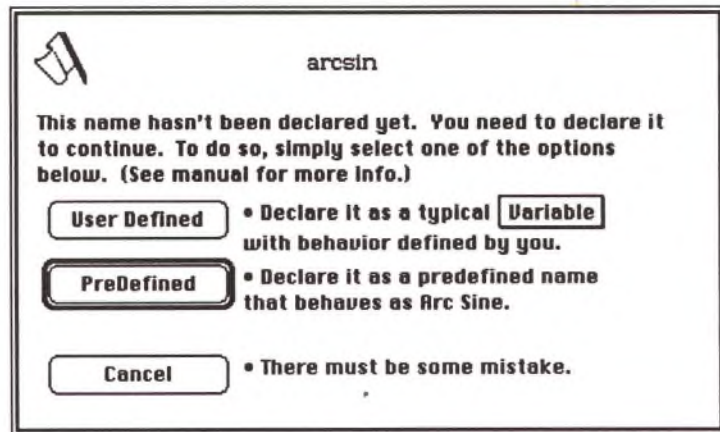 arcsin
This name hasn't been declared yet. You need to declare it
to continue. To do so, simply select one of the options
below. (See manual for more info.)
User Defined • Declare it as a typical Variable
with behavior defined by you.
PreDefined • Declare it as a predefined name
that behaves as Arc Sine.
Cancel • There must be some mistake.